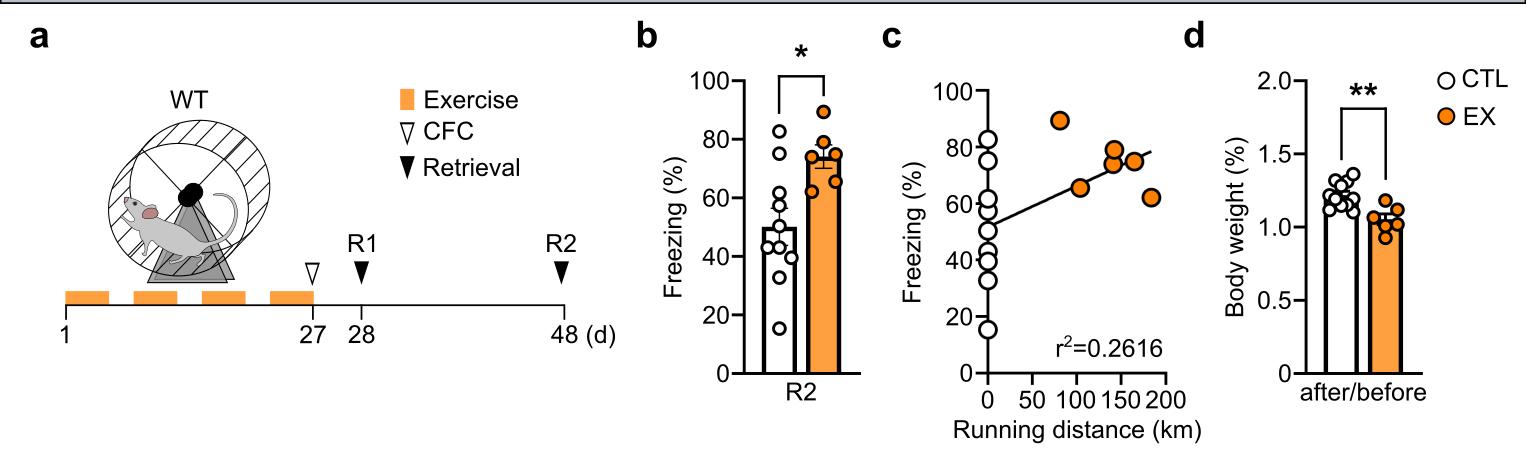 a
WT
Exercise
CFC
Retrieval
R1
R2
1
27
28
48 (d)
b
*
Freezing (%)
100
80
60
40
20
0
R2
c
Freezing (%)
100
80
60
40
20
0
r²=0.2616
0 50 100 150 200
Running distance (km)
d
**
Body weight (%)
2.0
1.5
1.0
0.5
0
after/before
CTL
EX